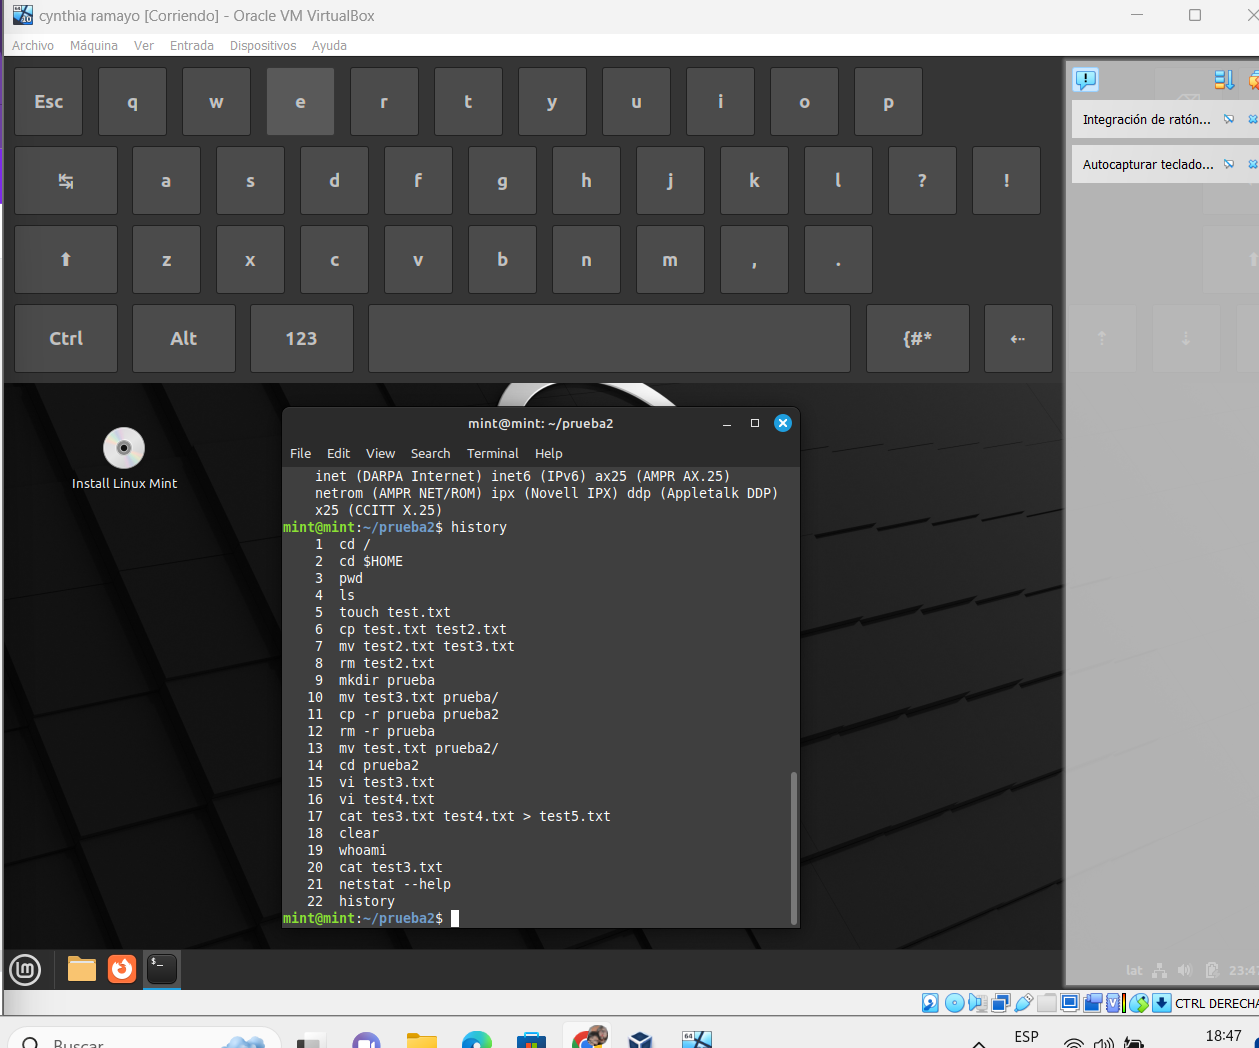 cynthia ramayo [Corriendo] - Oracle VM VirtualBox
Archivo Máquina Ver Entrada Dispositivos Ayuda
Esc q w e r t y u i o p
a s d f g h j k l ? !
z x c v b n m , .
Ctrl Alt 123 {#*
Integración de ratón...
Autocapturar teclado...
Install Linux Mint
mint@mint: ~/prueba2
File Edit View Search Terminal Help
inet (DARPA Internet) inet6 (IPv6) ax25 (AMPR AX.25)
netrom (AMPR NET/ROM) ipx (Novell IPX) ddp (Appletalk DDP)
x25 (CCITT X.25)
mint@mint:~/prueba2$ history
1 cd /
2 cd $HOME
3 pwd
4 ls
5 touch test.txt
6 cp test.txt test2.txt
7 mv test2.txt test3.txt
8 rm test2.txt
9 mkdir prueba
10 mv test3.txt prueba/
11 cp -r prueba prueba2
12 rm -r prueba
13 mv test.txt prueba2/
14 cd prueba2
15 vi test3.txt
16 vi test4.txt
17 cat tes3.txt test4.txt > test5.txt
18 clear
19 whoami
20 cat test3.txt
21 netstat --help
22 history
mint@mint:~/prueba2$
$_
lat 23:47
CTRL DERECHA
Buscar
ESP 18:47